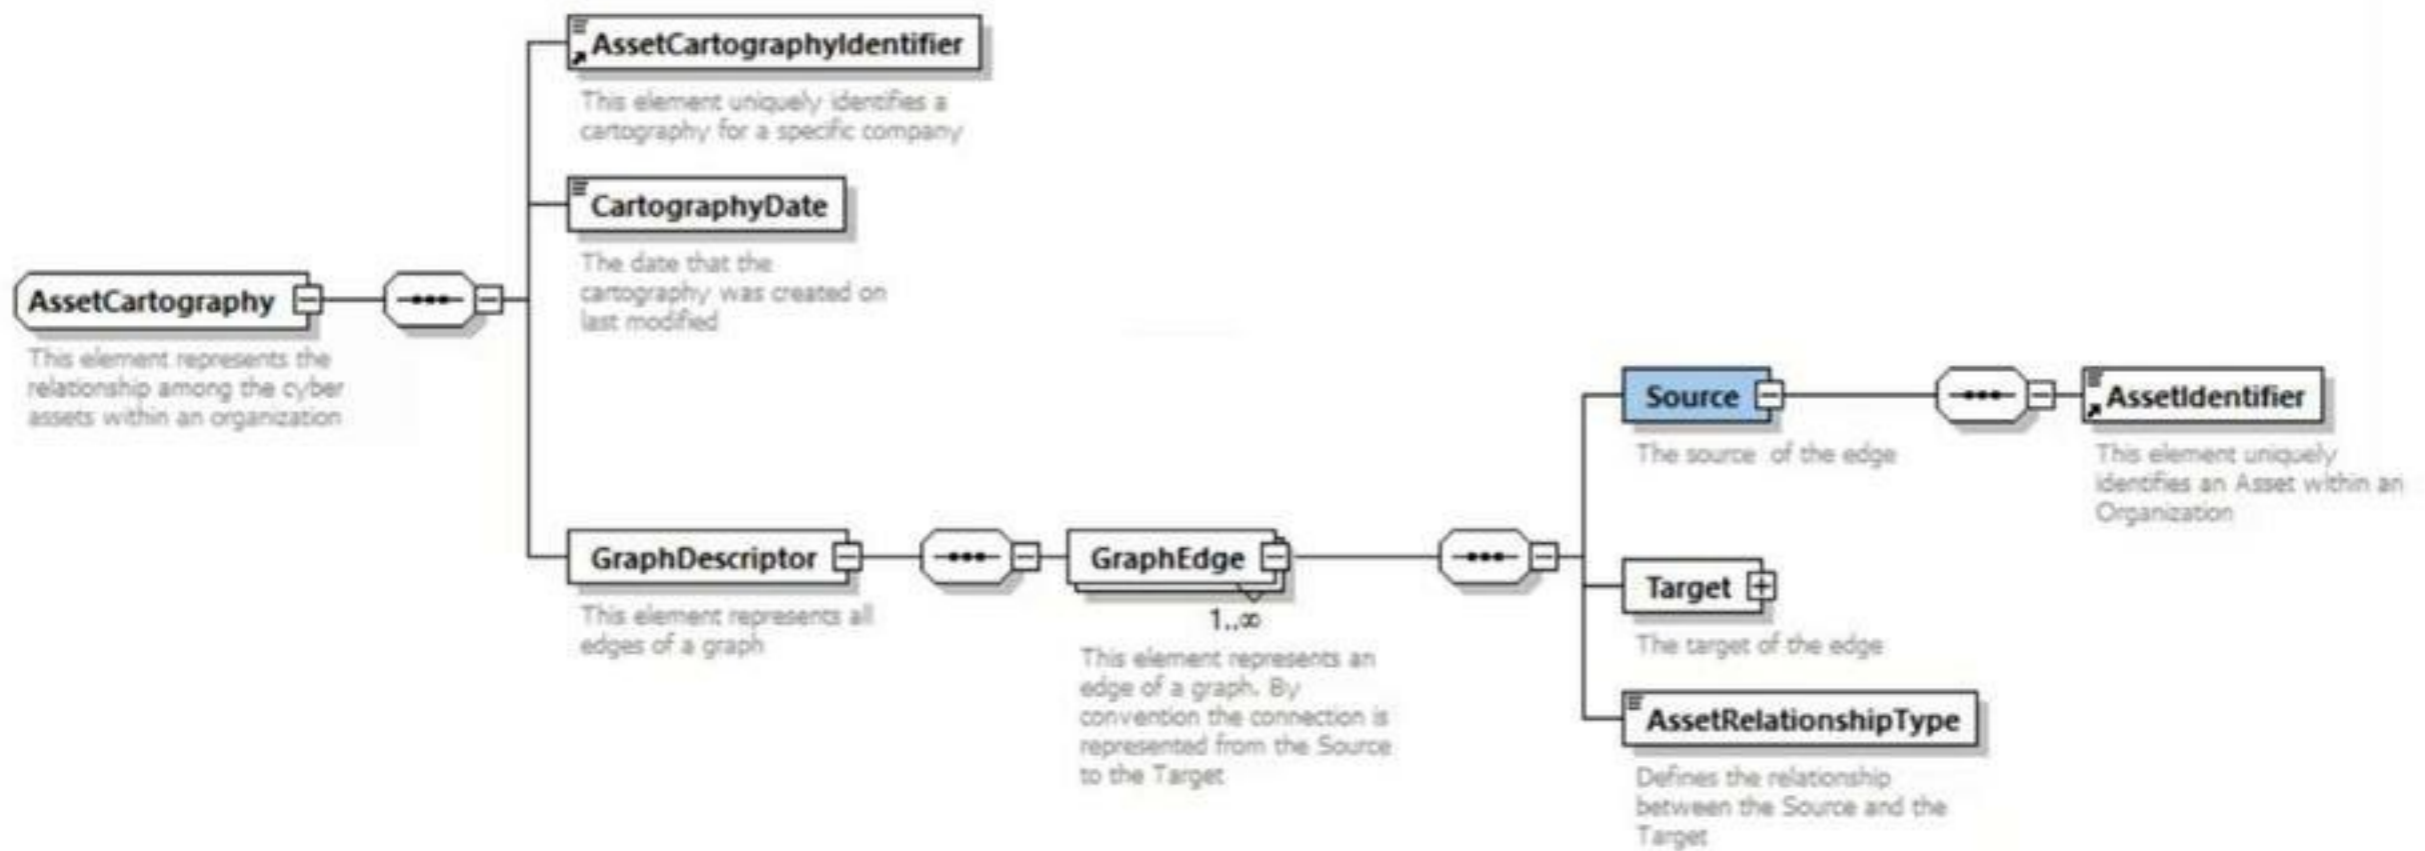 AssetCartographyIdentifier
This element uniquely identifies a
cartography for a specific company
CartographyDate
The date that the
cartography was created on
last modified
AssetCartography
This element represents the
relationship among the cyber
assets within an organization
Source
The source of the edge
AssetIdentifier
This element uniquely
identifies an Asset within an
Organization
GraphDescriptor
This element represents all
edges of a graph
GraphEdge
1..∞
This element represents an
edge of a graph. By
convention the connection is
represented from the Source
to the Target
Target
The target of the edge
AssetRelationshipType
Defines the relationship
between the Source and the
Target